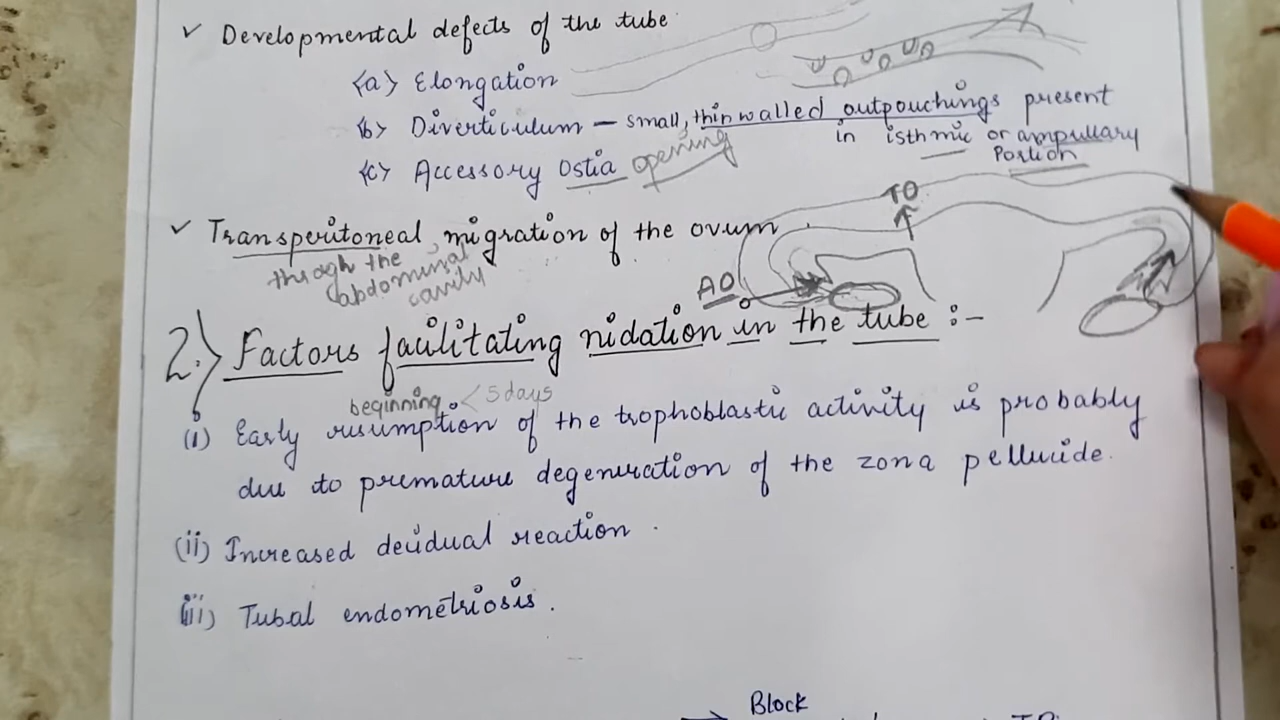 ✓ Developmental defects of the tube
(a) Elongation
(b) Diverticulum – small, thin walled outpouchings present
in isthmic or ampullary
Portion
(c) Accessory Ostia opening
✓ Transperitoneal migration of the ovum
through the
abdominal
cavity
TO
AO
2.) Factors facilitating nidation in the tube :-
beginning < 5 days
(i) Early resumption of the trophoblastic activity is probably
due to premature degeneration of the zona pellucide.
(ii) Increased decidual reaction.
(iii) Tubal endometriosis.
Block